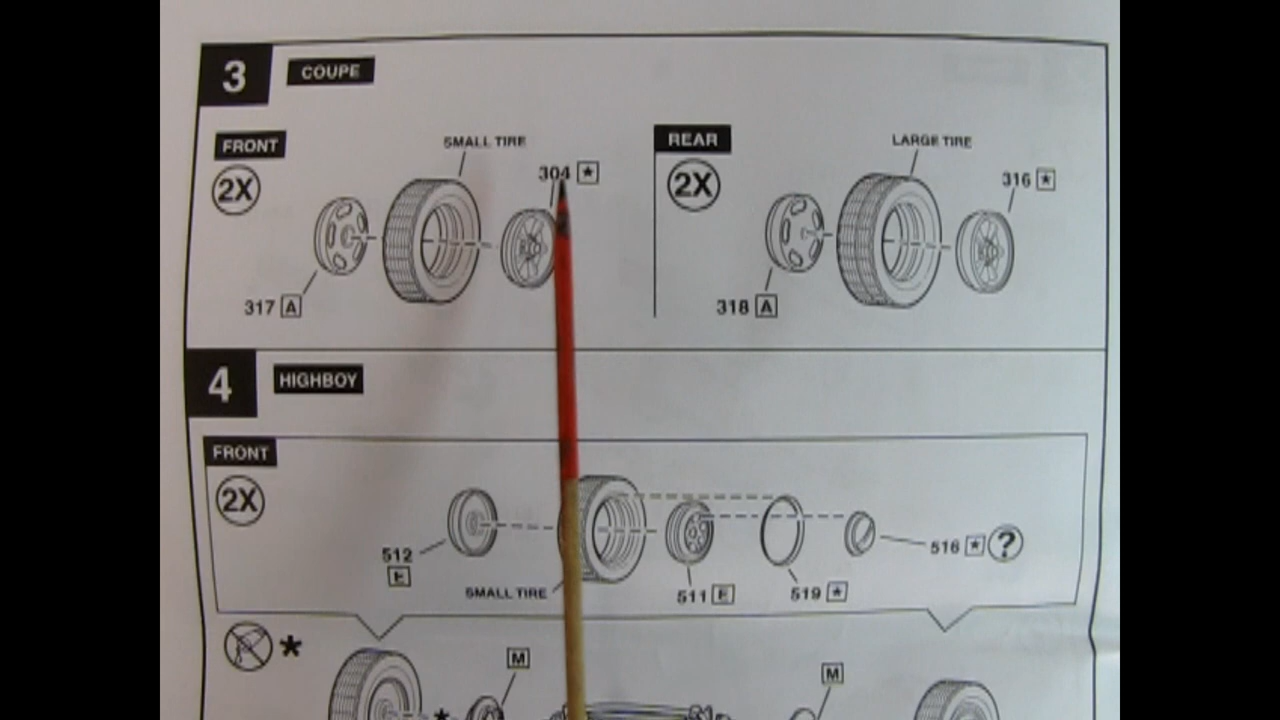 3 COUPE
FRONT
2X
SMALL TIRE
304 ★
317 A
REAR
2X
LARGE TIRE
316 ★
318 A
4 HIGHBOY
FRONT
2X
512
E
SMALL TIRE
511 E
519 ★
516 ★ ?
*
M
*
M